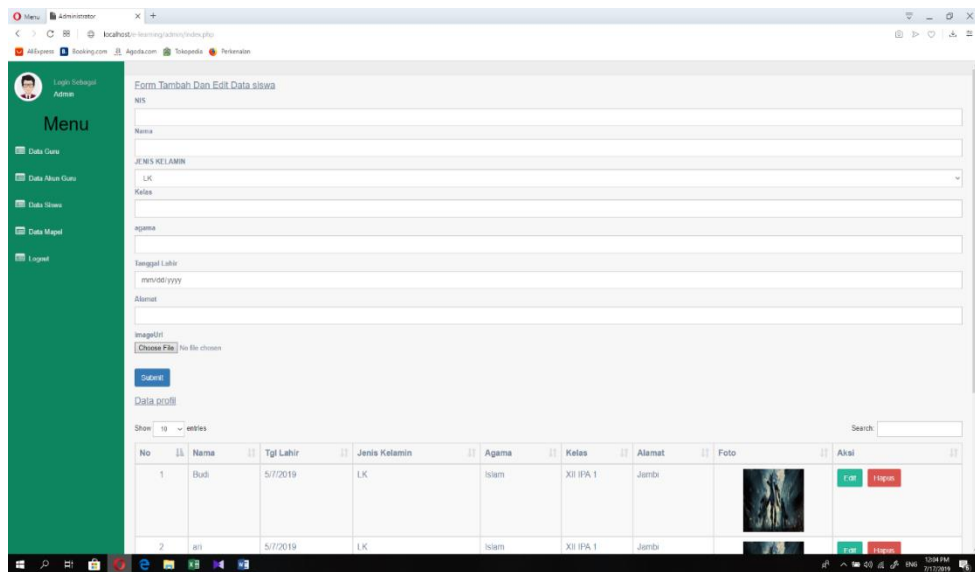 Menu
Administrator
localhost/e-learning/admin/index.php
AliExpress Booking.com Agoda.com Tokopedia Perkenalan
Login Sebagai
Admin
Menu
Data Guru
Data Akun Guru
Data Siswa
Data Mapel
Logout
Form Tambah Dan Edit Data siswa
NIS
Nama
JENIS KELAMIN
LK
Kelas
agama
Tanggal Lahir
mm/dd/yyyy
Alamat
ImageUrl
Choose File No file chosen
Submit
Data profil
Show 10 entries
Search:
No Nama Tgl Lahir Jenis Kelamin Agama Kelas Alamat Foto Aksi
1 Budi 5/7/2019 LK Islam XII IPA 1 Jambi Edit Hapus
2 ari 5/7/2019 LK Islam XII IPA 1 Jambi Edit Hapus
ENG
12:04 PM
7/17/2019